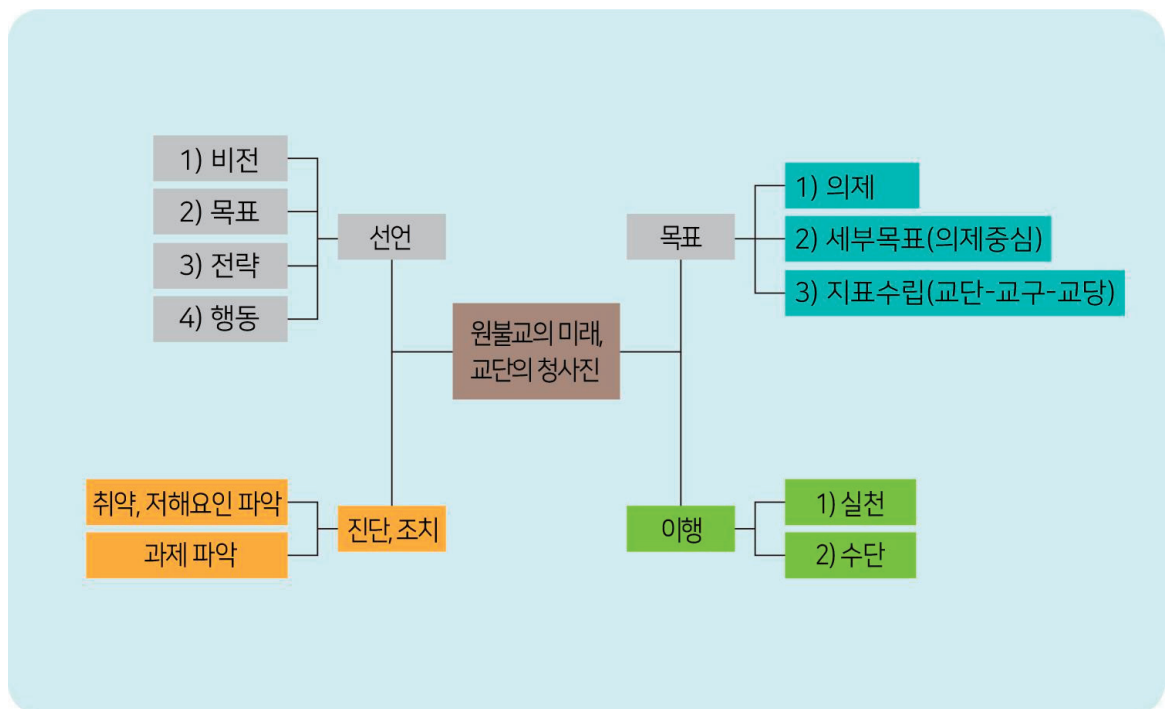 1) 비전
2) 목표
3) 전략
4) 행동
선언
목표
1) 의제
2) 세부목표(의제중심)
3) 지표수립(교단-교구-교당)
원불교의 미래,
교단의 청사진
취약, 저해요인 파악
과제 파악
진단, 조치
이행
1) 실천
2) 수단